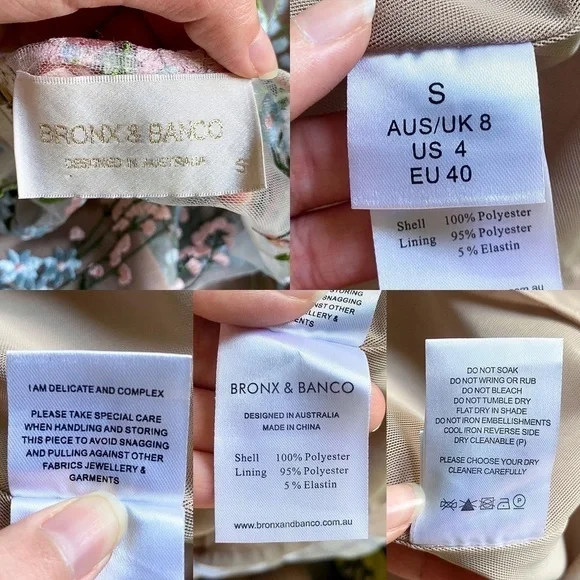 BRONX & BANCO
DESIGNED IN AUSTRALIA
S
S
AUS/UK 8
US 4
EU 40
Shell 100% Polyester
Lining 95% Polyester
5% Elastin
om.au
I AM DELICATE AND COMPLEX
PLEASE TAKE SPECIAL CARE
WHEN HANDLING AND STORING
THIS PIECE TO AVOID SNAGGING
AND PULLING AGAINST OTHER
FABRICS JEWELLERY &
GARMENTS
STORING
SNAGGING
NST OTHER
ERY &
ENTS
BRONX & BANCO
DESIGNED IN AUSTRALIA
MADE IN CHINA
Shell 100% Polyester
Lining 95% Polyester
5% Elastin
www.bronxandbanco.com.au
DO NOT SOAK
DO NOT WRING OR RUB
DO NOT BLEACH
DO NOT TUMBLE DRY
FLAT DRY IN SHADE
DO NOT IRON EMBELLISHMENTS
COOL IRON REVERSE SIDE
DRY CLEANABLE (P)
PLEASE CHOOSE YOUR DRY
CLEANER CAREFULLY
P